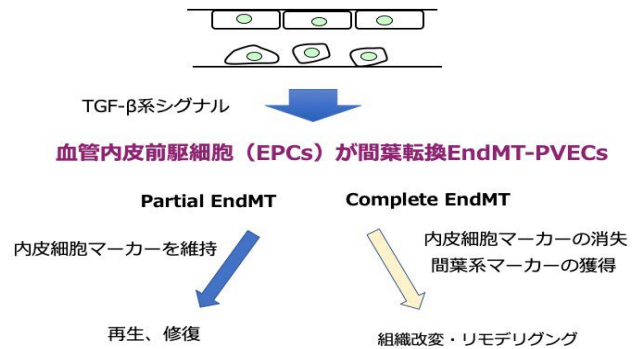 TGF-β系シグナル
血管内皮前駆細胞（EPCs）が間葉転換EndMT-PVECs
Partial EndMT
Complete EndMT
内皮細胞マーカーを維持
内皮細胞マーカーの消失
間葉系マーカーの獲得
再生、修復
組織改変・リモデリグング